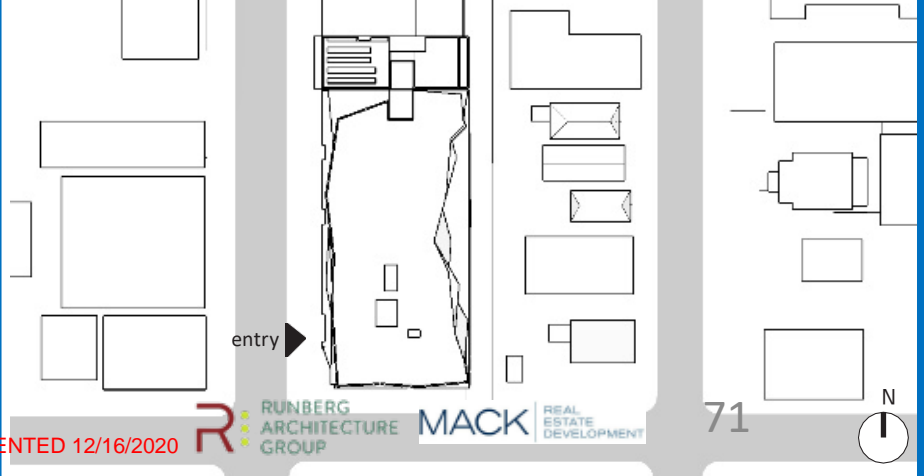 entry
ENTED 12/16/2020
RUNBERG
ARCHITECTURE
GROUP
MACK
REAL
ESTATE
DEVELOPMENT
71
N